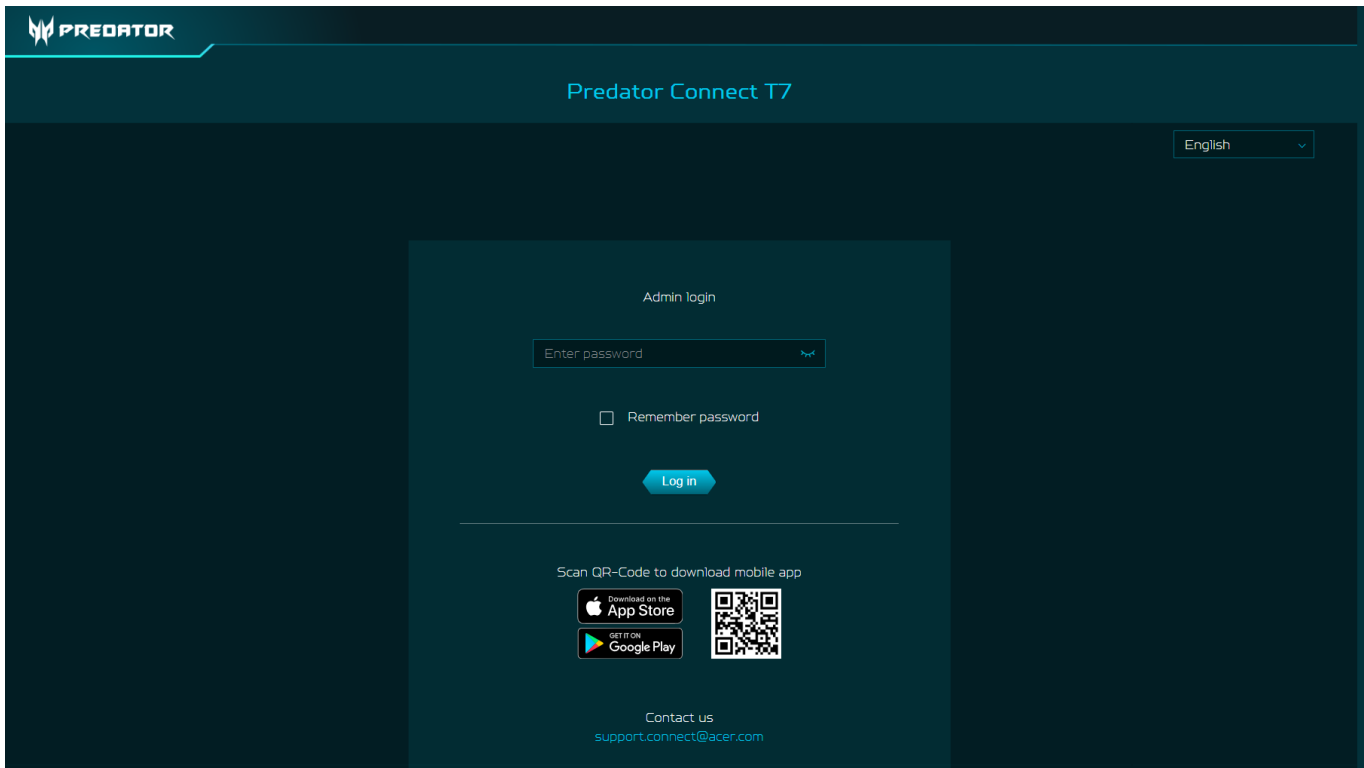 PREDATOR
Predator Connect T7
English
Admin login
Enter password
Remember password
Log in
Scan QR-Code to download mobile app
Download on the
App Store
GET IT ON
Google Play
Contact us
support.connect@acer.com